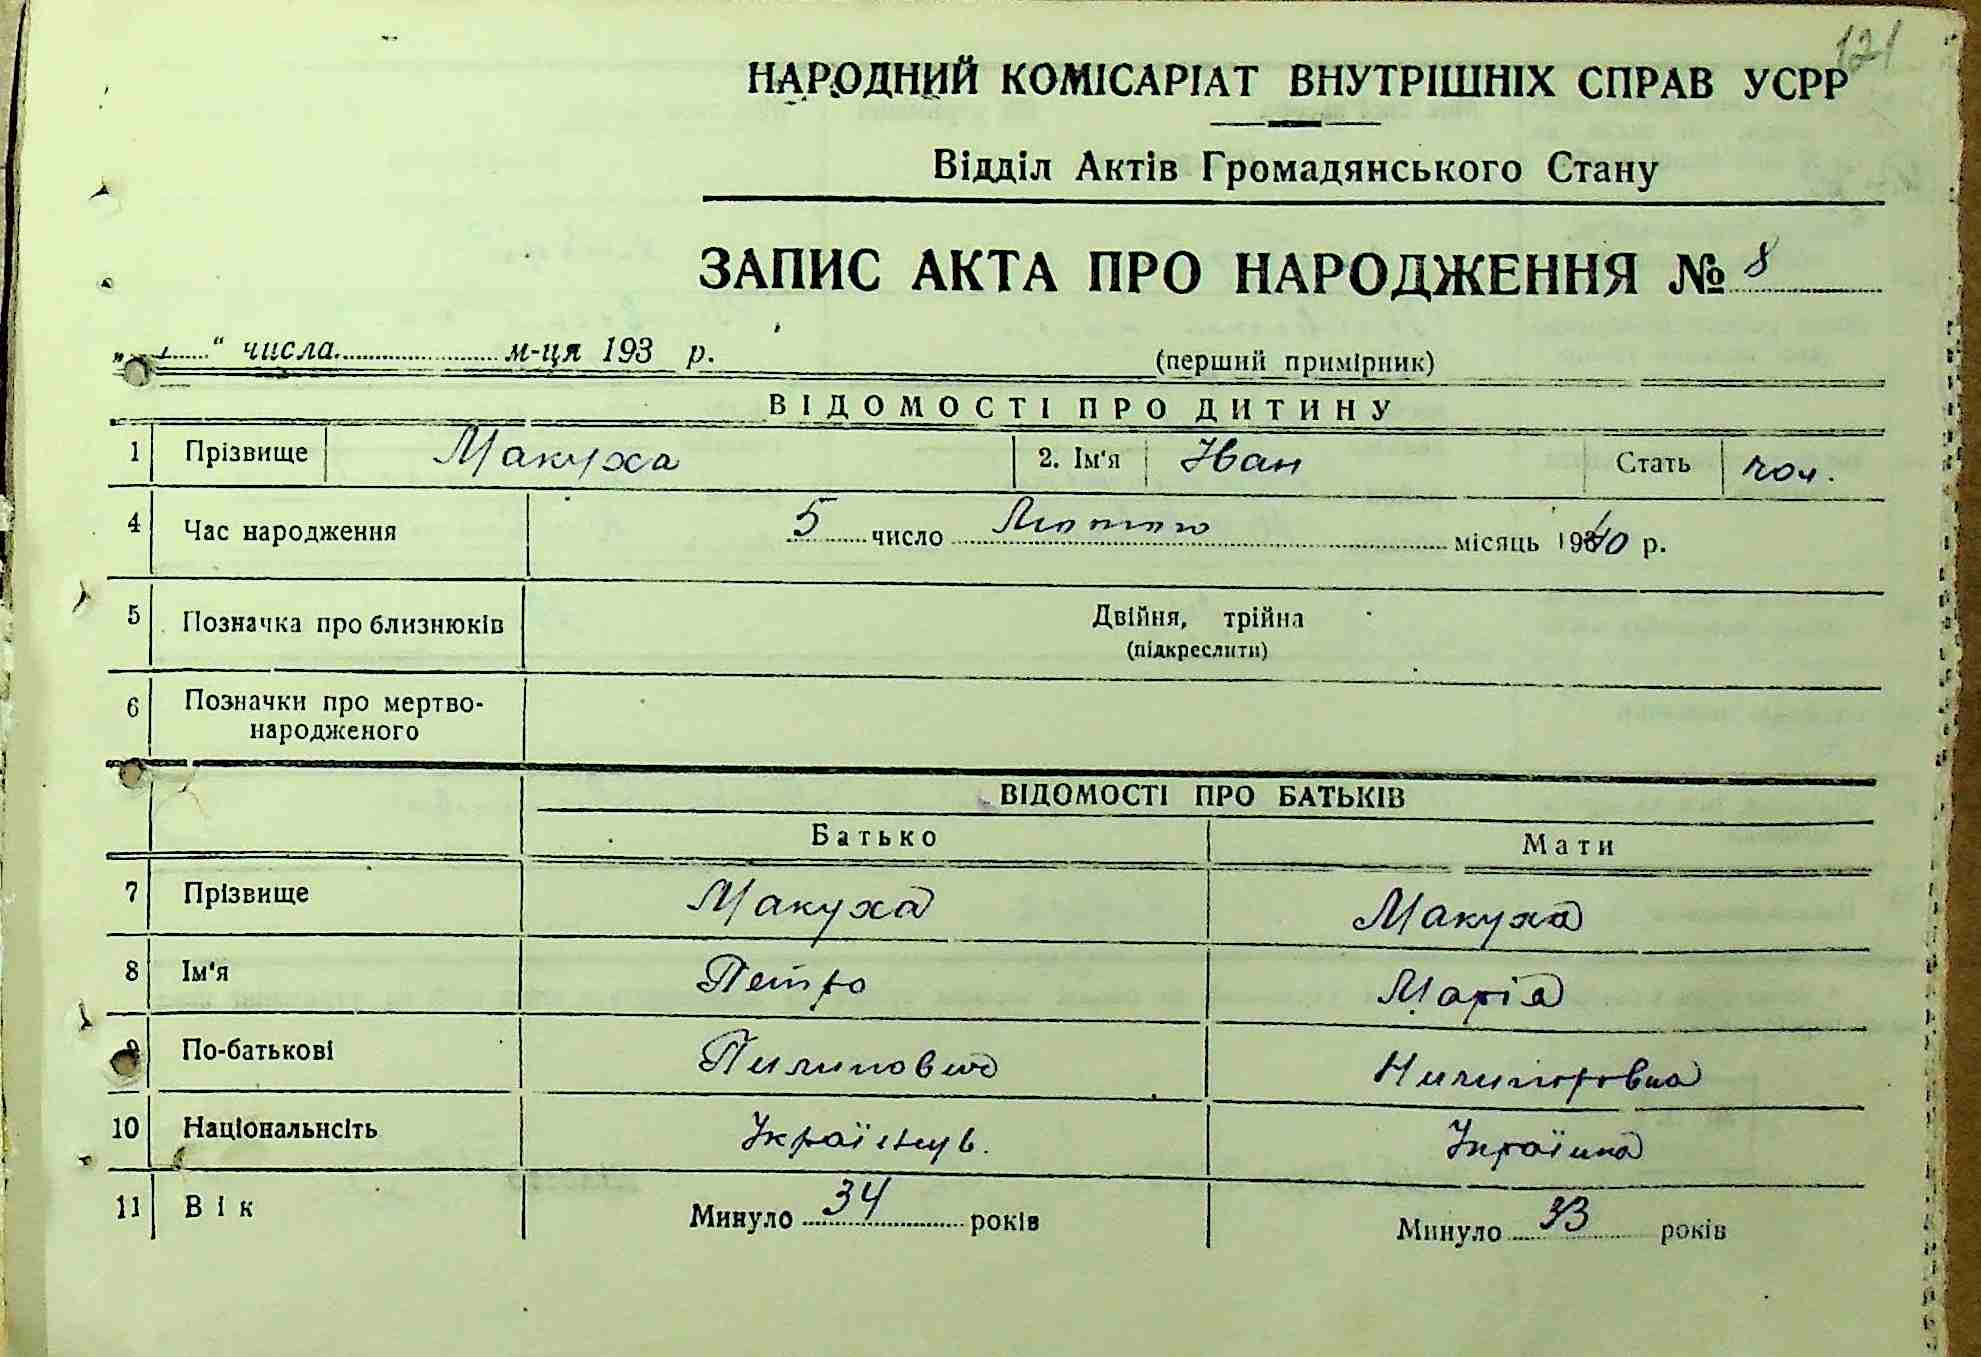 121
НАРОДНИЙ КОМІСАРІАТ ВНУТРІШНІХ СПРАВ УСРР
Відділ Актів Громадянського Стану
ЗАПИС АКТА ПРО НАРОДЖЕННЯ № 8
„ “ числа м-ця 193 р. (перший примірник)
ВІДОМОСТІ ПРО ДИТИНУ
1 Прізвище Макуха 2. Ім'я Іван Стать чол.
4 Час народження 5 число Лютого місяць 1940 р.
5 Позначка про близнюків Двійня, трійна
(підкреслити)
6 Позначки про мертво-
народженого
ВІДОМОСТІ ПРО БАТЬКІВ
Батько Мати
7 Прізвище Макуха Макуха
8 Ім'я Петро Марія
9 По-батькові Пилипович Ничипоровна
10 Національнсіть Українець. Українка
11 Вік Минуло 34 років Минуло 33 років